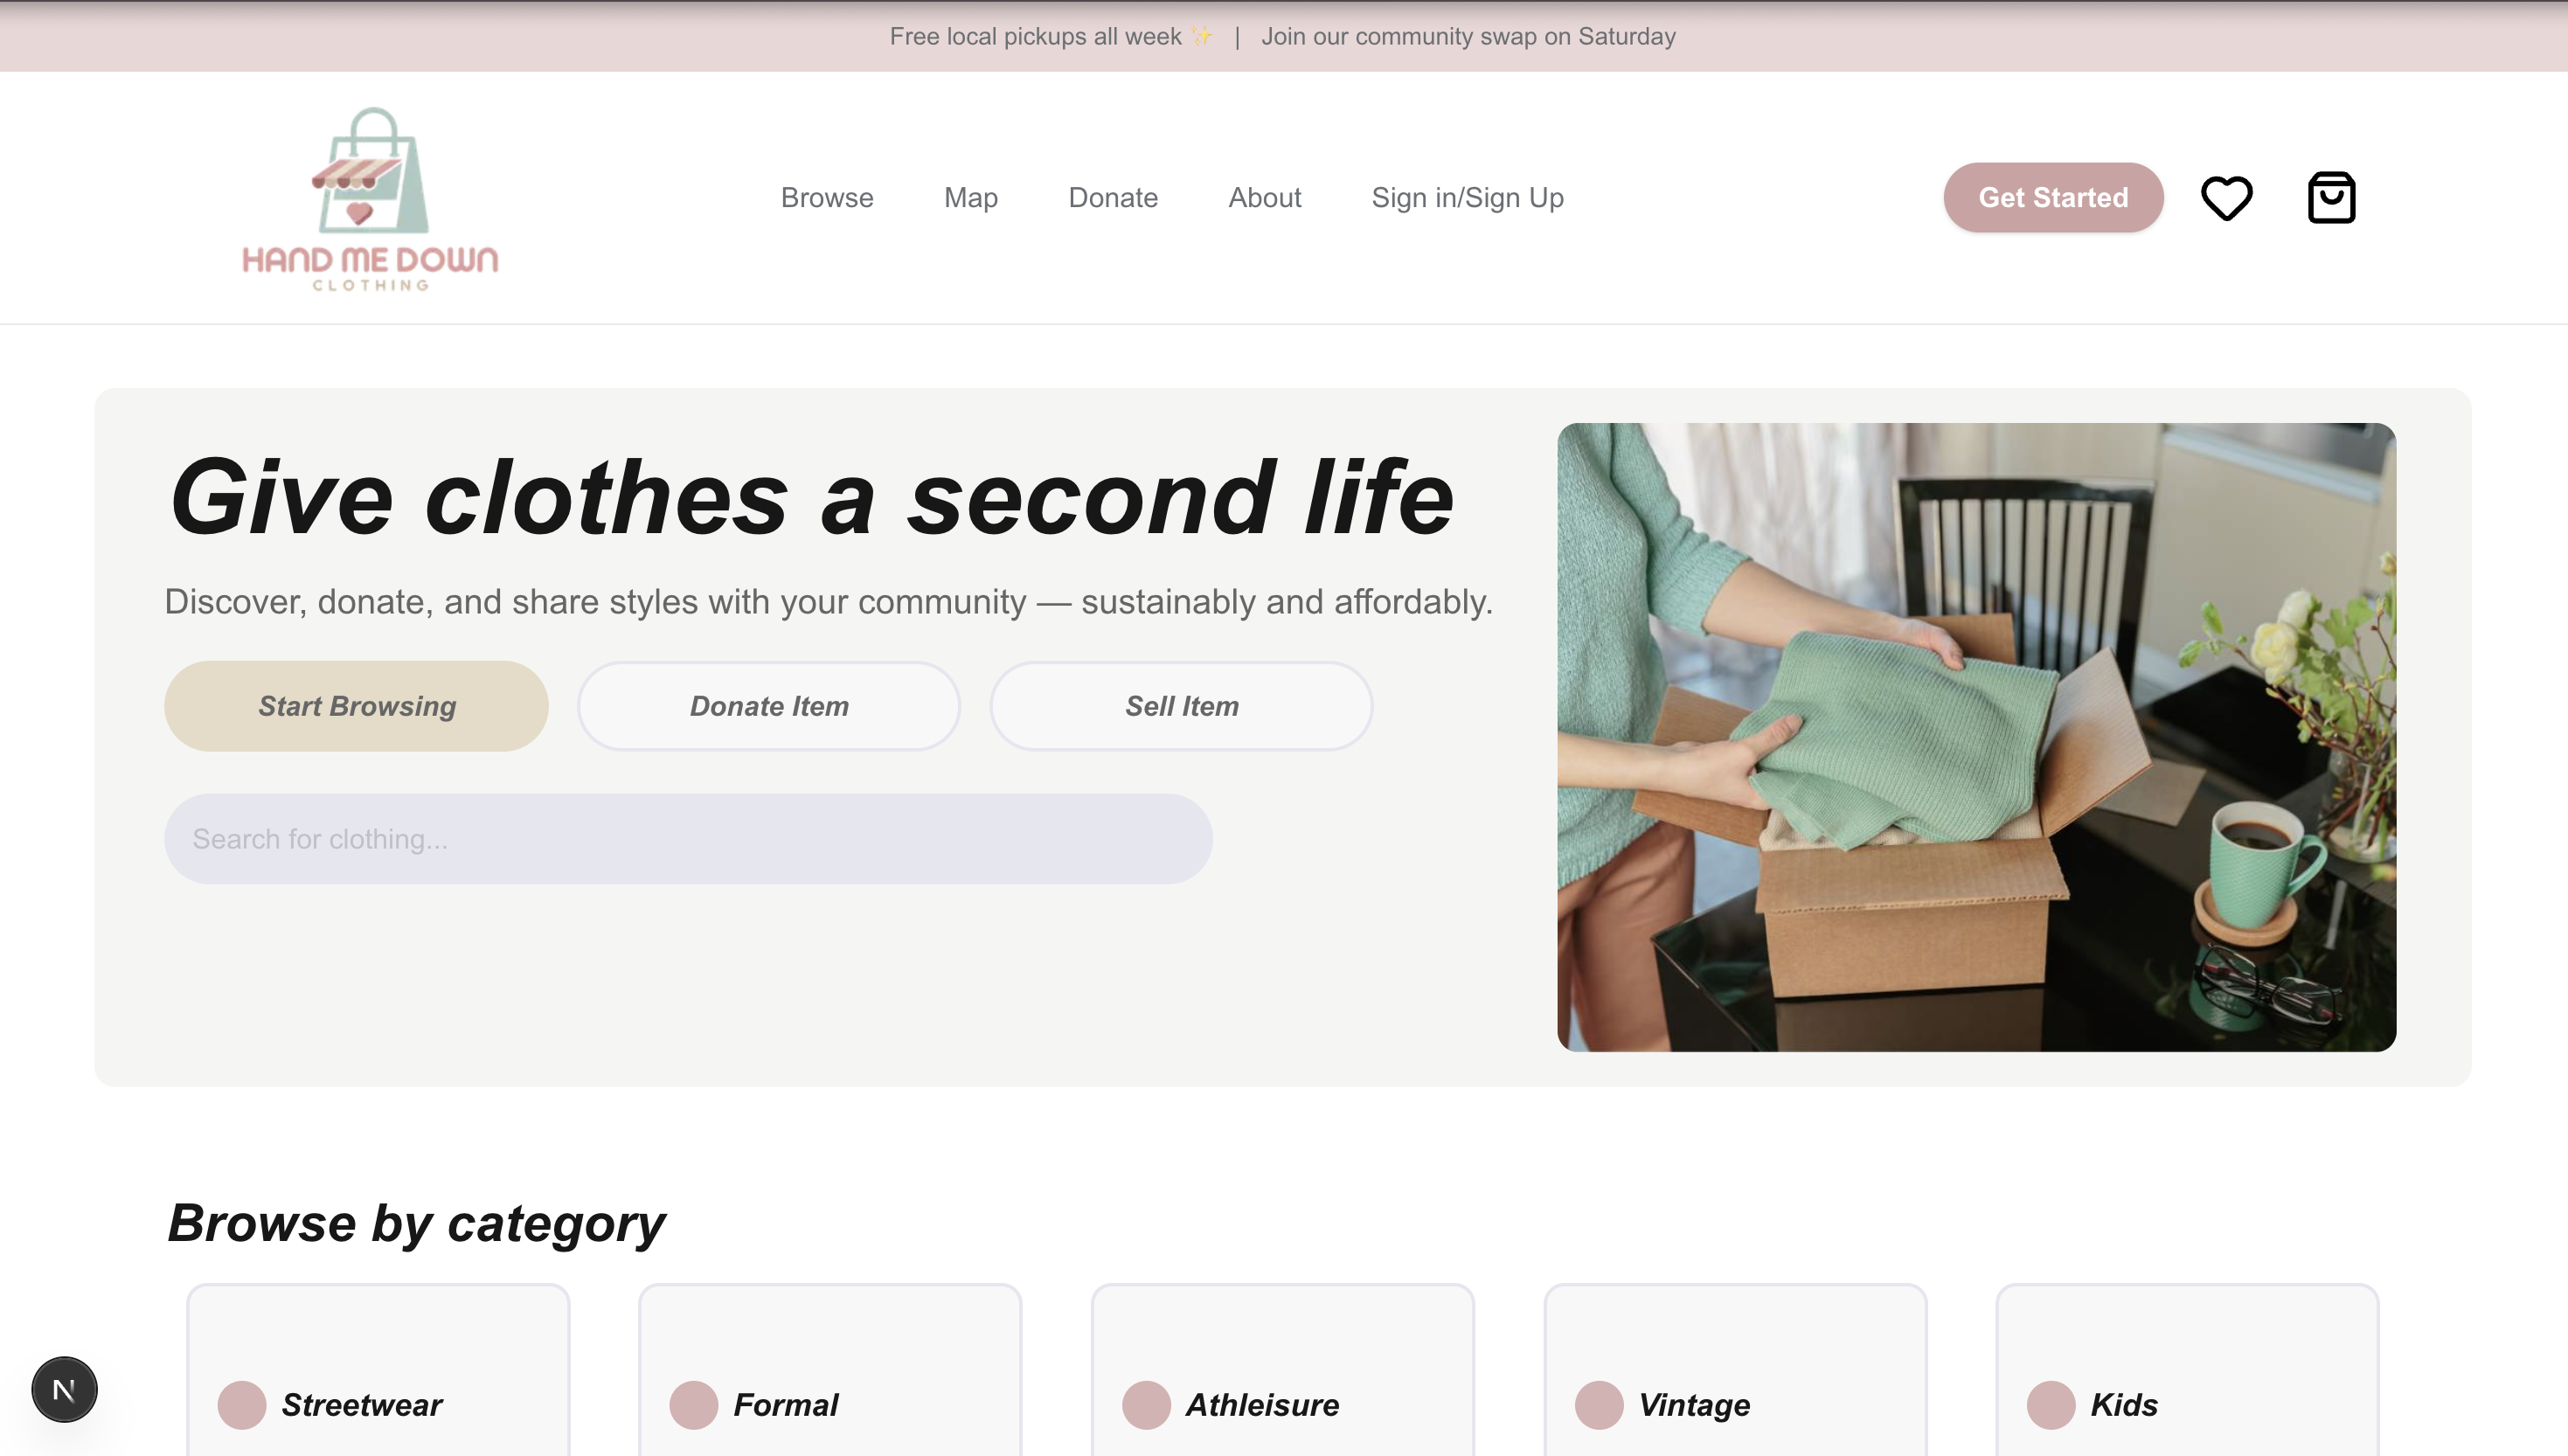 Free local pickups all week ✨ | Join our community swap on Saturday
HAND ME DOWN
CLOTHING
Browse
Map
Donate
About
Sign in/Sign Up
Get Started
Give clothes a second life
Discover, donate, and share styles with your community — sustainably and affordably.
Start Browsing
Donate Item
Sell Item
Search for clothing...
Browse by category
Streetwear
Formal
Athleisure
Vintage
Kids
N